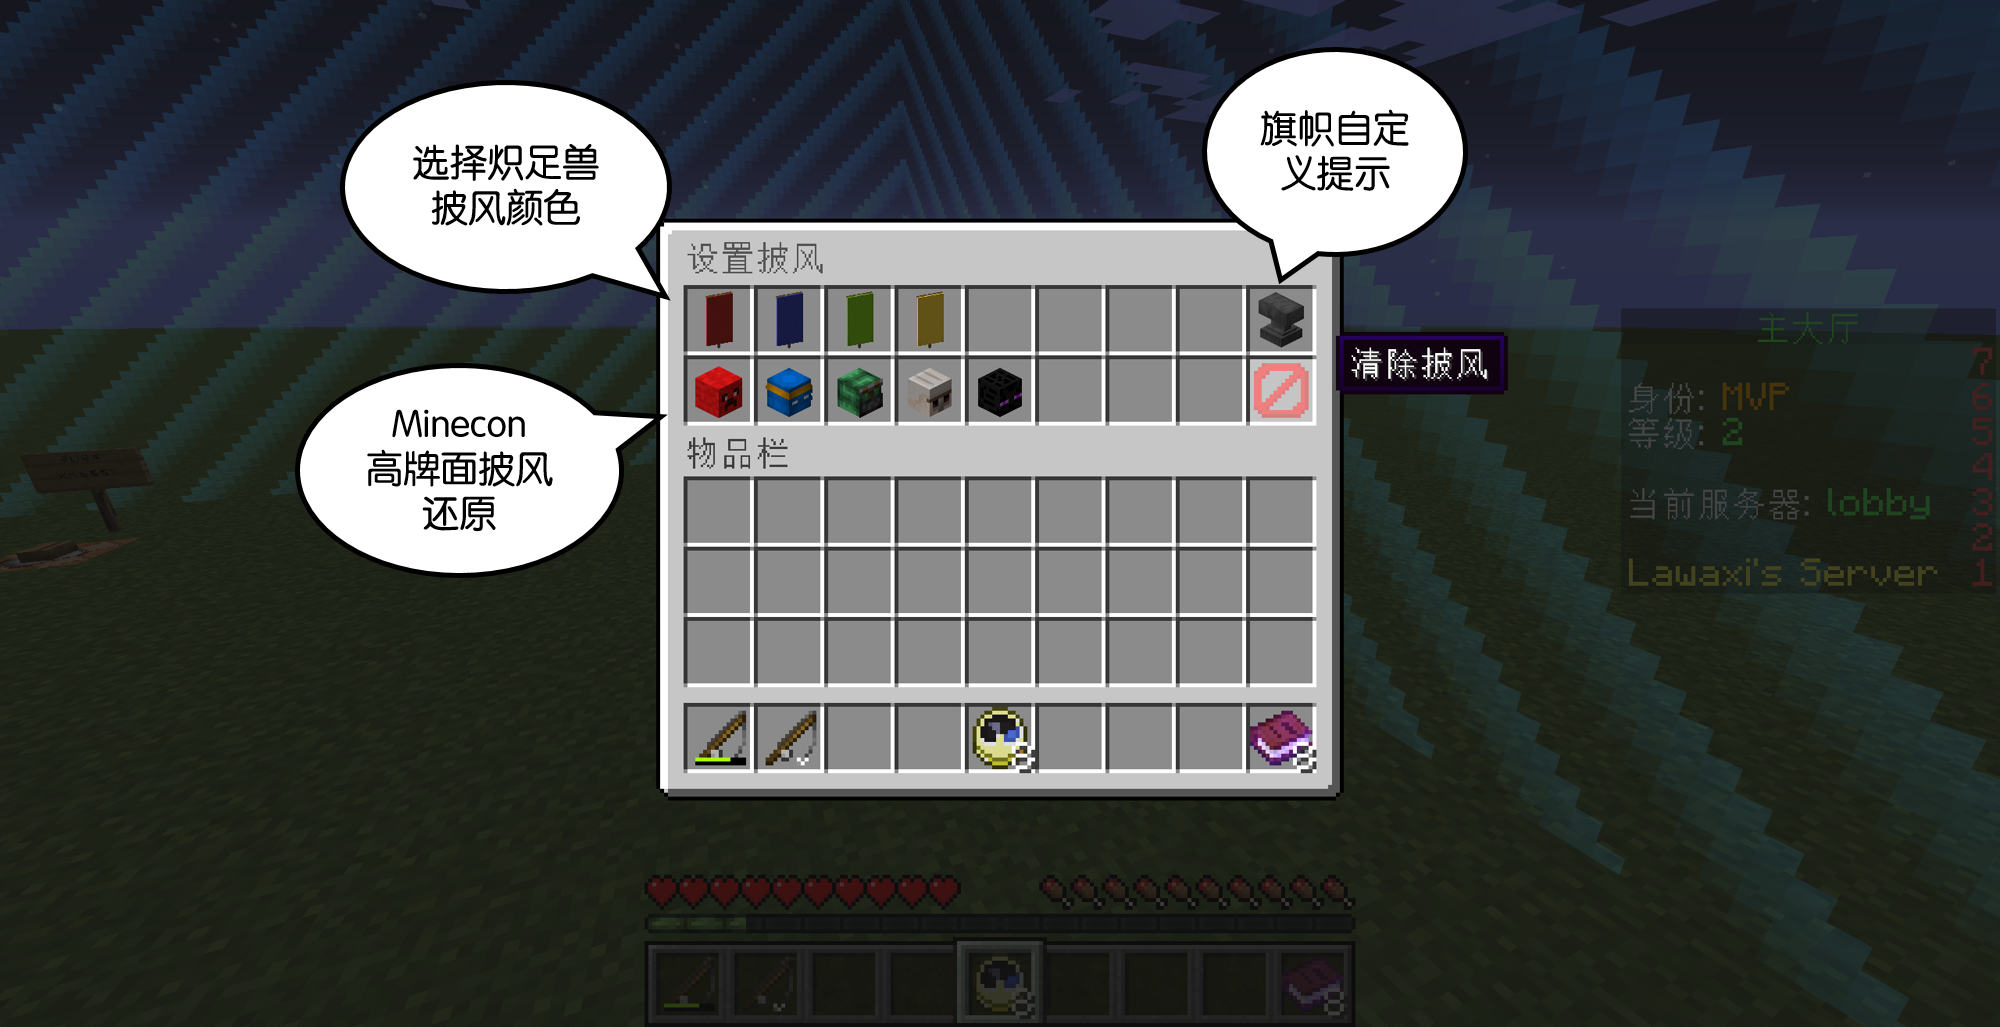 选择炽足兽
披风颜色
旗帜自定
义提示
设置披风
清除披风
Minecon
高牌面披风
还原
物品栏
主大厅
7
身份: MVP 6
等级: 2 5
4
当前服务器: lobby 3
2
Lawaxi's Server 1